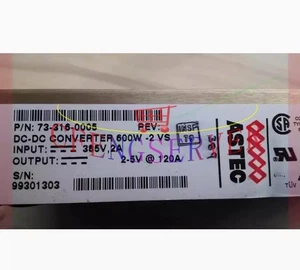 P/N: 73-316-0005 REV:
DC-DC CONVERTER 600W -2 VS
INPUT: 385V,2A
OUTPUT: 2-5V @ 120A
S/N:
99301303
ASTEC